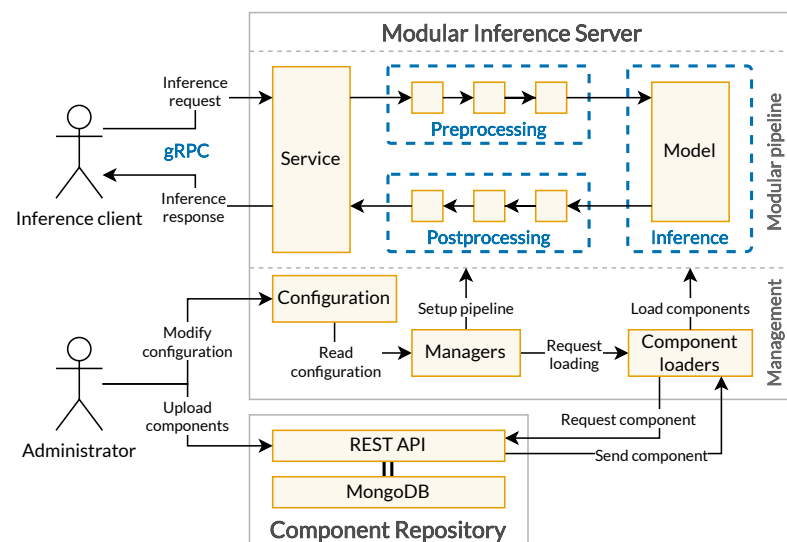 Modular Inference Server
Inference
request
gRPC
Inference
response
Inference client
Service
Preprocessing
Postprocessing
Model
Inference
Modular pipeline
Configuration
Setup pipeline
Load components
Modify
configuration
Read
configuration
Managers
Request
loading
Component
loaders
Management
Administrator
Upload
components
Request component
REST API
Send component
MongoDB
Component Repository